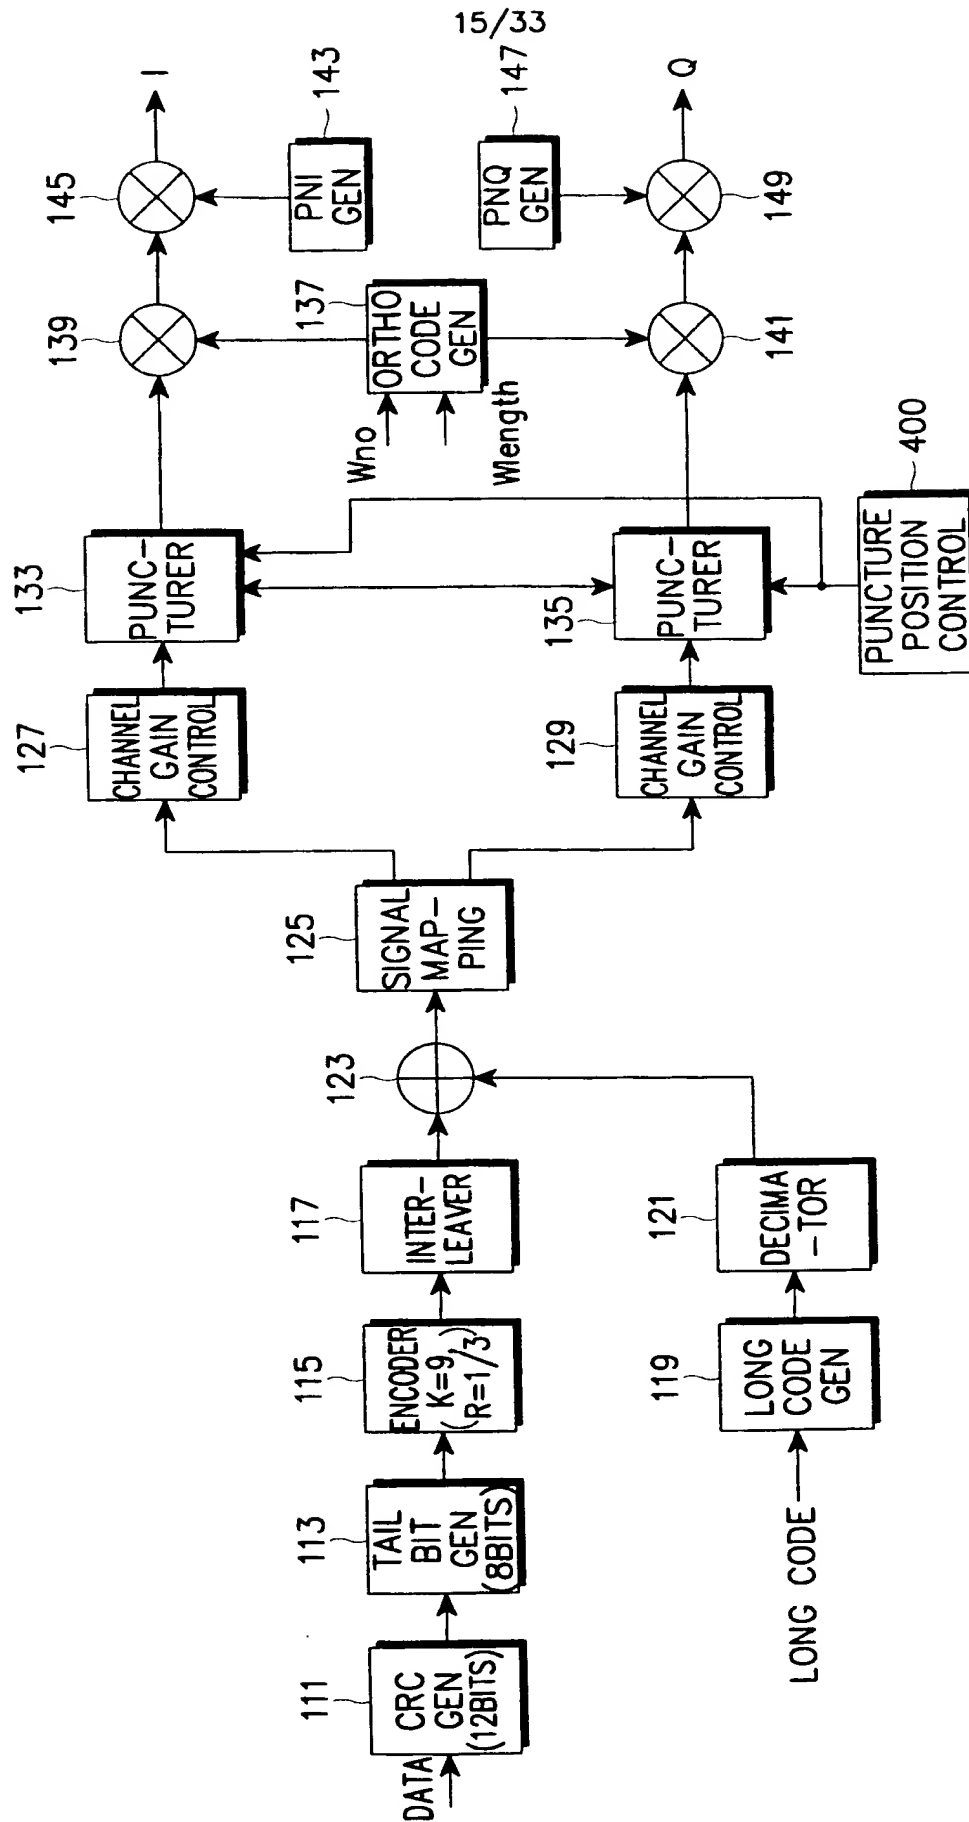 15/33
DATA
111
CRC
GEN
(12BITS)
113
TAIL
BIT
GEN
(8BITS)
115
ENCODER
(K=9,
R=1/3)
117
INTER-
LEAVER
LONG CODE
119
LONG
CODE
GEN
121
DECIMA
-TOR
123
125
SIGNAL
MAP-
PING
127
CHANNEL
GAIN
CONTROL
129
CHANNEL
GAIN
CONTROL
133
PUNC-
TURER
135
PUNC-
TURER
400
PUNCTURE
POSITION
CONTROL
Wno
Wlength
137
ORTHO
CODE
GEN
139
141
143
PNI
GEN
145
I
147
PNQ
GEN
149
Q